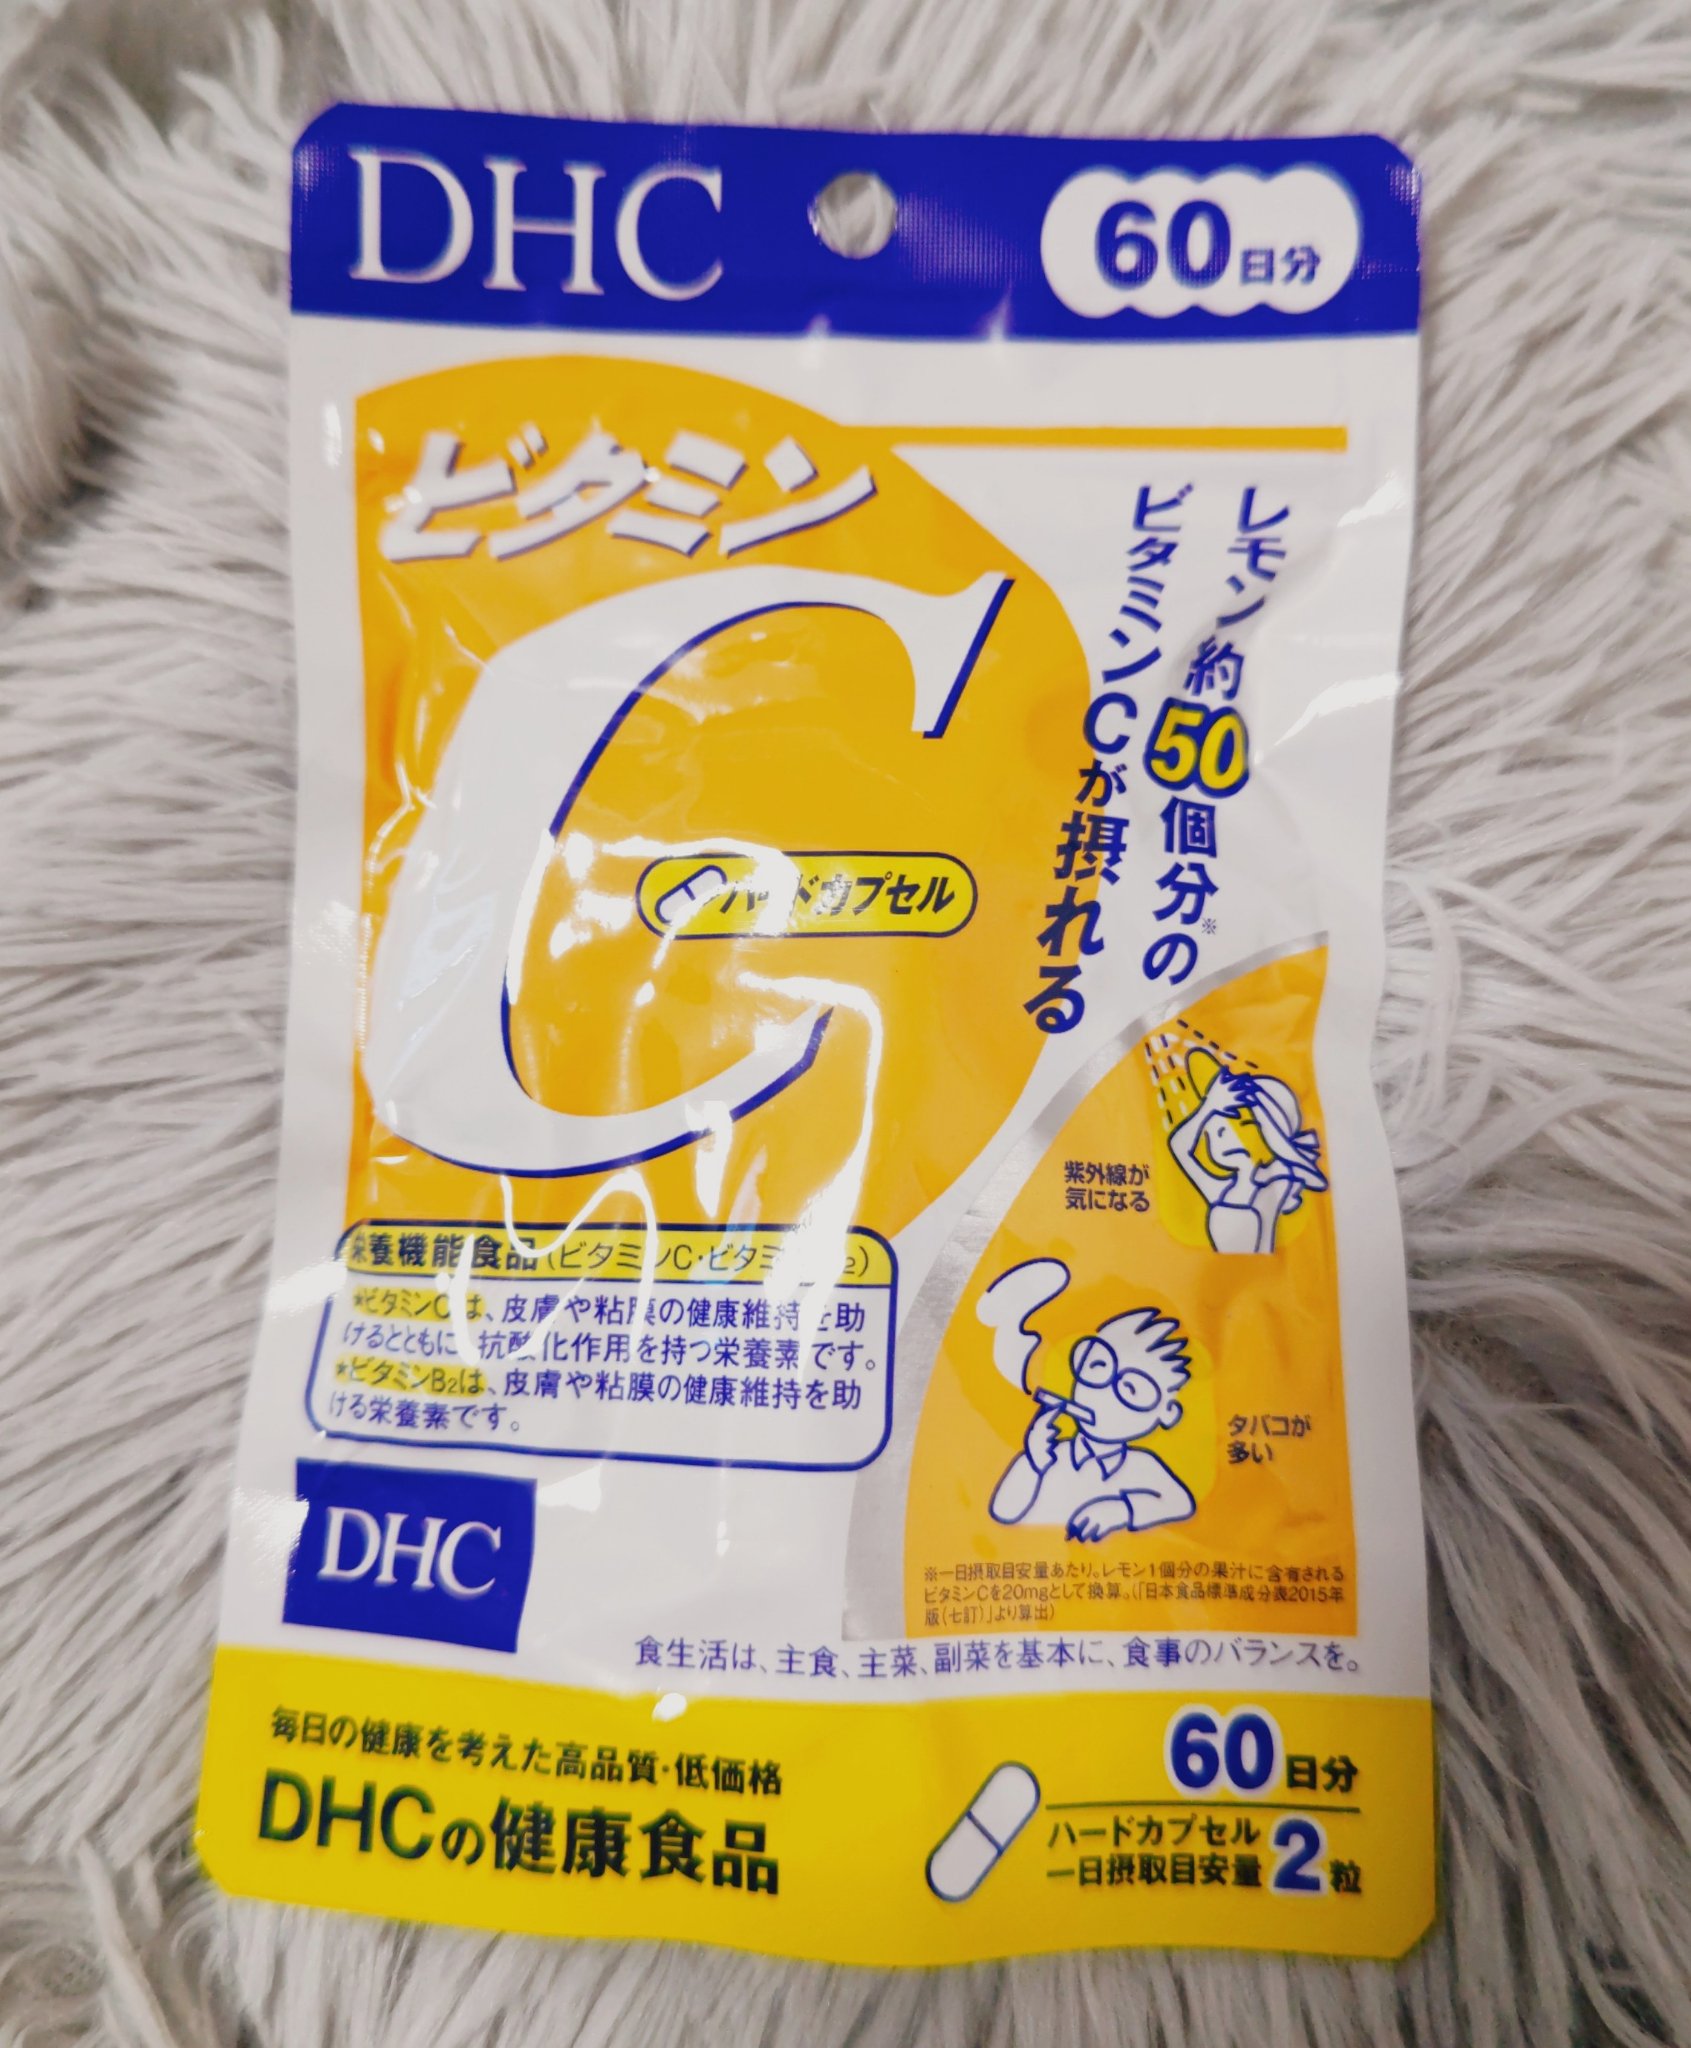 DHC
60日分
ビタミン
C
ハードカプセル
レモン約50個分※の
ビタミンCが摂れる
紫外線が
気になる
タバコが
多い
栄養機能食品(ビタミンC・ビタミ
*ビタミンCは、皮膚や粘膜の健康維持を助
けるとともに、抗酸化作用を持つ栄養素です。
*ビタミンB₂は、皮膚や粘膜の健康維持を助
ける栄養素です。
DHC
※一日摂取目安量あたり。レモン1個分の果汁に含有される
ビタミンCを20mgとして換算。(「日本食品標準成分表2015年
版(七訂)」より算出)
食生活は、主食、主菜、副菜を基本に、食事のバランスを。
毎日の健康を考えた高品質・低価格
DHCの健康食品
60日分
ハードカプセル
一日摂取目安量 2粒